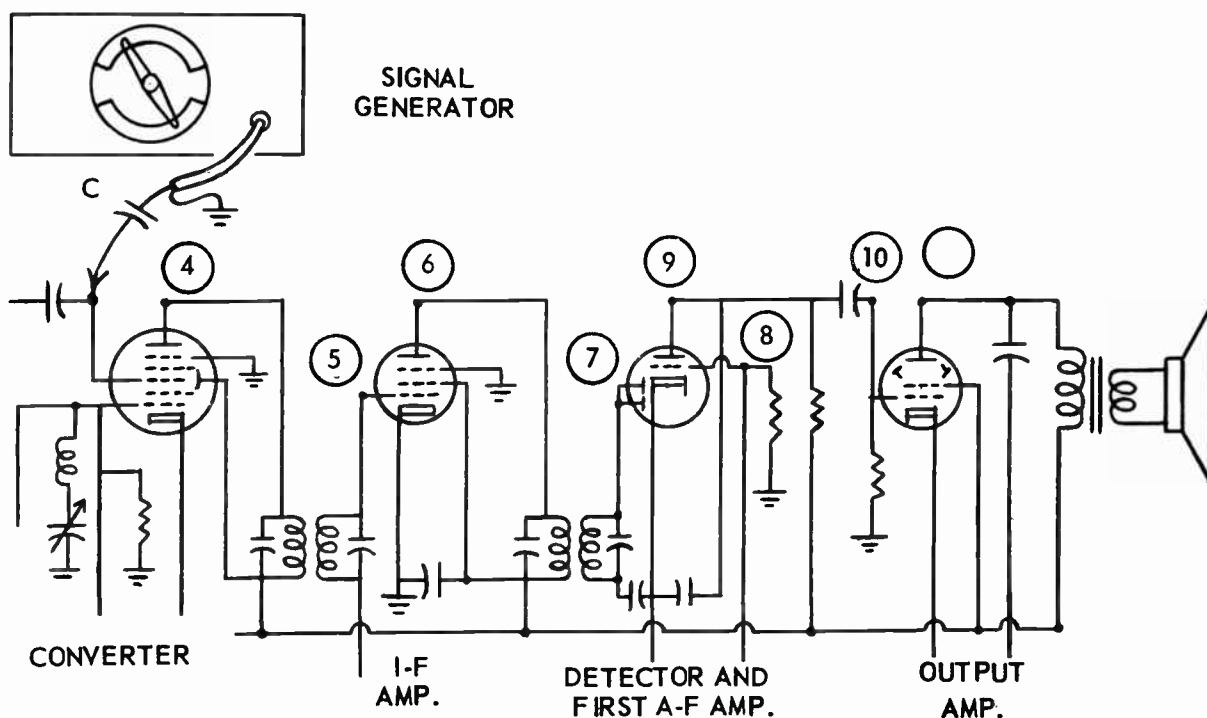 SIGNAL
GENERATOR
C
4
6
9
10
5
7
8
CONVERTER
I-F
AMP.
DETECTOR AND
FIRST A-F AMP.
OUTPUT
AMP.